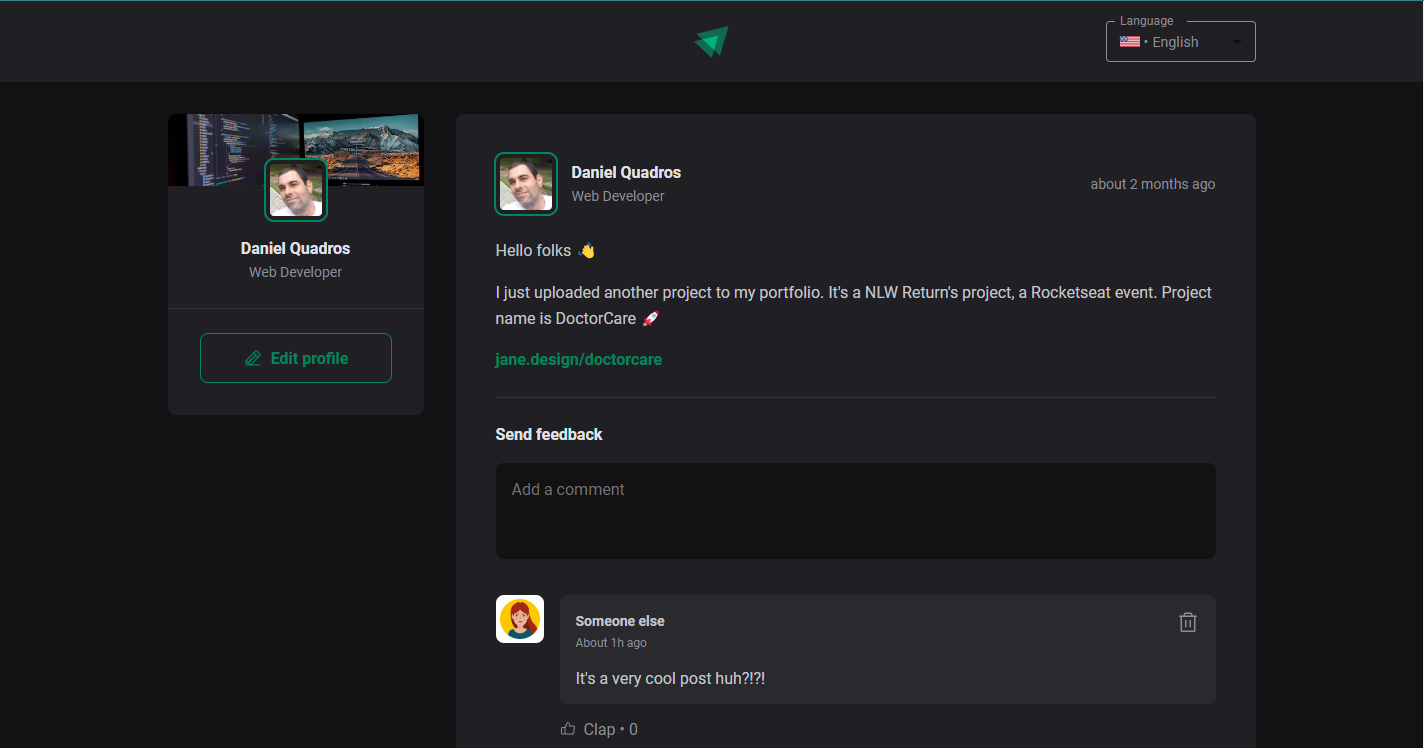 Language
• English
Daniel Quadros
Web Developer
Edit profile
Daniel Quadros
Web Developer
about 2 months ago
Hello folks 👋
I just uploaded another project to my portfolio. It's a NLW Return's project, a Rocketseat event. Project
name is DoctorCare 🚀
jane.design/doctorcare
Send feedback
Add a comment
Someone else
About 1h ago
It's a very cool post huh?!?!
Clap • 0